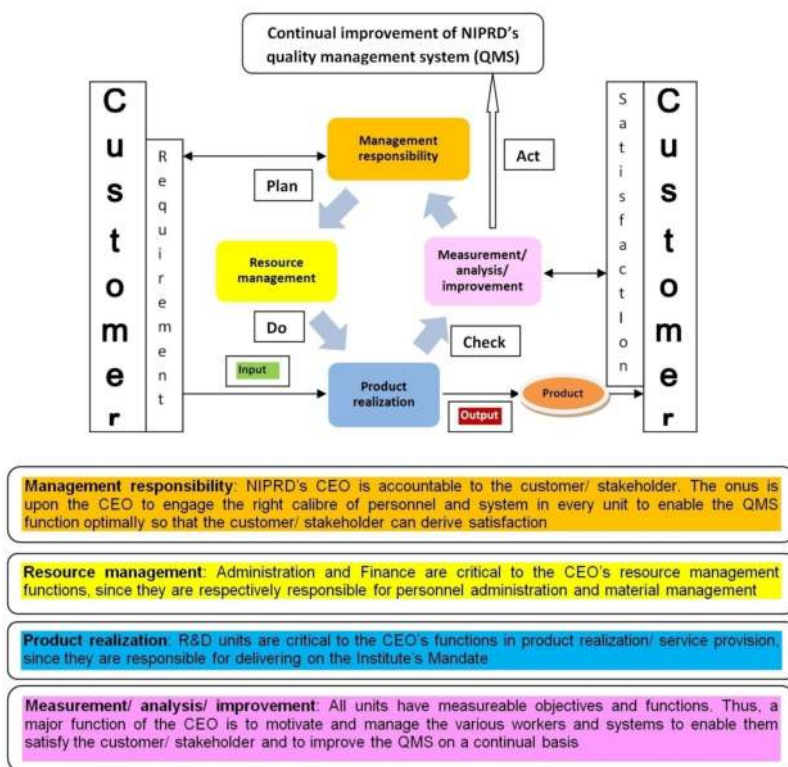 Continual improvement of NIPRD's
quality management system (QMS)
Customer
Requirement
Management
responsibility
Plan
Act
Satisfaction
Customer
Resource
management
Measurement/
analysis/
improvement
Do
Check
Input
Product
realization
Output
Product
Management responsibility: NIPRD's CEO is accountable to the customer/ stakeholder. The onus is
upon the CEO to engage the right calibre of personnel and system in every unit to enable the QMS
function optimally so that the customer/ stakeholder can derive satisfaction
Resource management: Administration and Finance are critical to the CEO's resource management
functions, since they are respectively responsible for personnel administration and material management
Product realization: R&D units are critical to the CEO's functions in product realization/ service provision,
since they are responsible for delivering on the Institute's Mandate
Measurement/ analysis/ improvement: All units have measureable objectives and functions. Thus, a
major function of the CEO is to motivate and manage the various workers and systems to enable them
satisfy the customer/ stakeholder and to improve the QMS on a continual basis